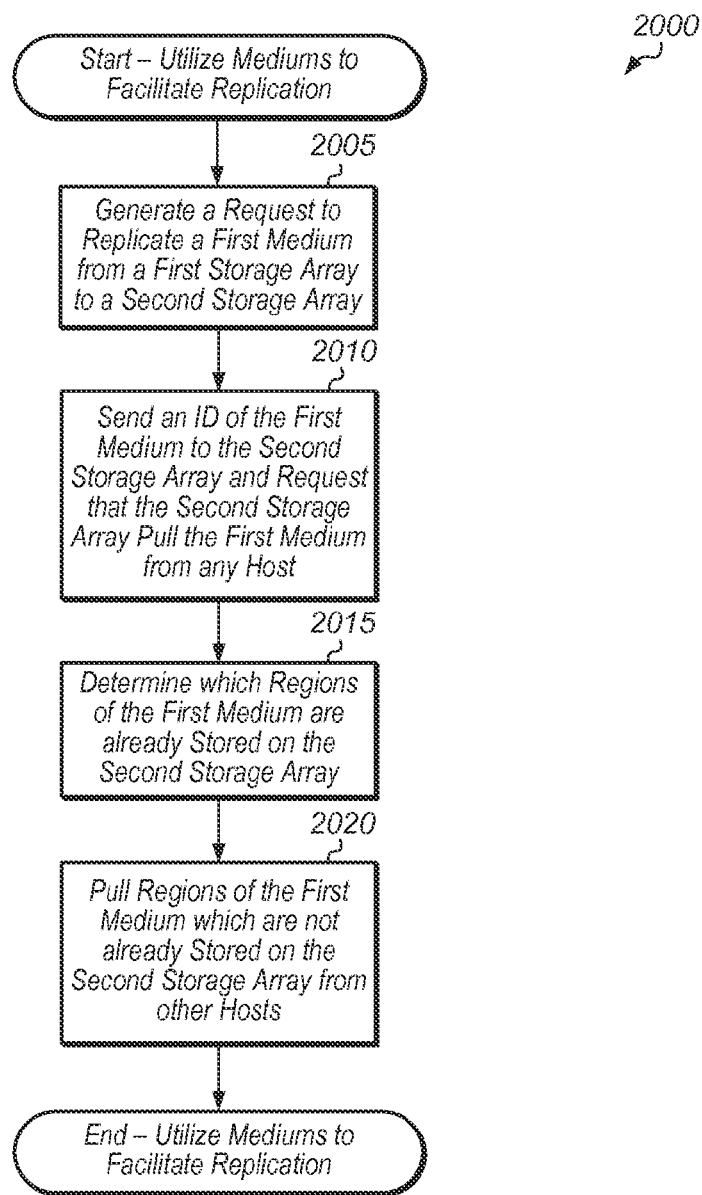 2000
Start – Utilize Mediums to
Facilitate Replication
2005
Generate a Request to
Replicate a First Medium
from a First Storage Array
to a Second Storage Array
2010
Send an ID of the First
Medium to the Second
Storage Array and Request
that the Second Storage
Array Pull the First Medium
from any Host
2015
Determine which Regions
of the First Medium are
already Stored on the
Second Storage Array
2020
Pull Regions of the First
Medium which are not
already Stored on the
Second Storage Array from
other Hosts
End – Utilize Mediums to
Facilitate Replication